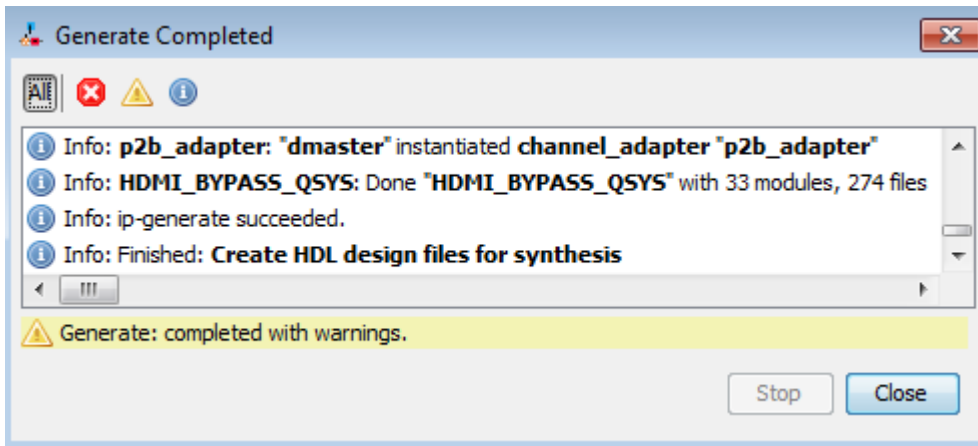 Generate Completed
All
Info: p2b_adapter: "dmaster" instantiated channel_adapter "p2b_adapter"
Info: HDMI_BYPASS_QSYS: Done "HDMI_BYPASS_QSYS" with 33 modules, 274 files
Info: ip-generate succeeded.
Info: Finished: Create HDL design files for synthesis
Generate: completed with warnings.
Stop Close